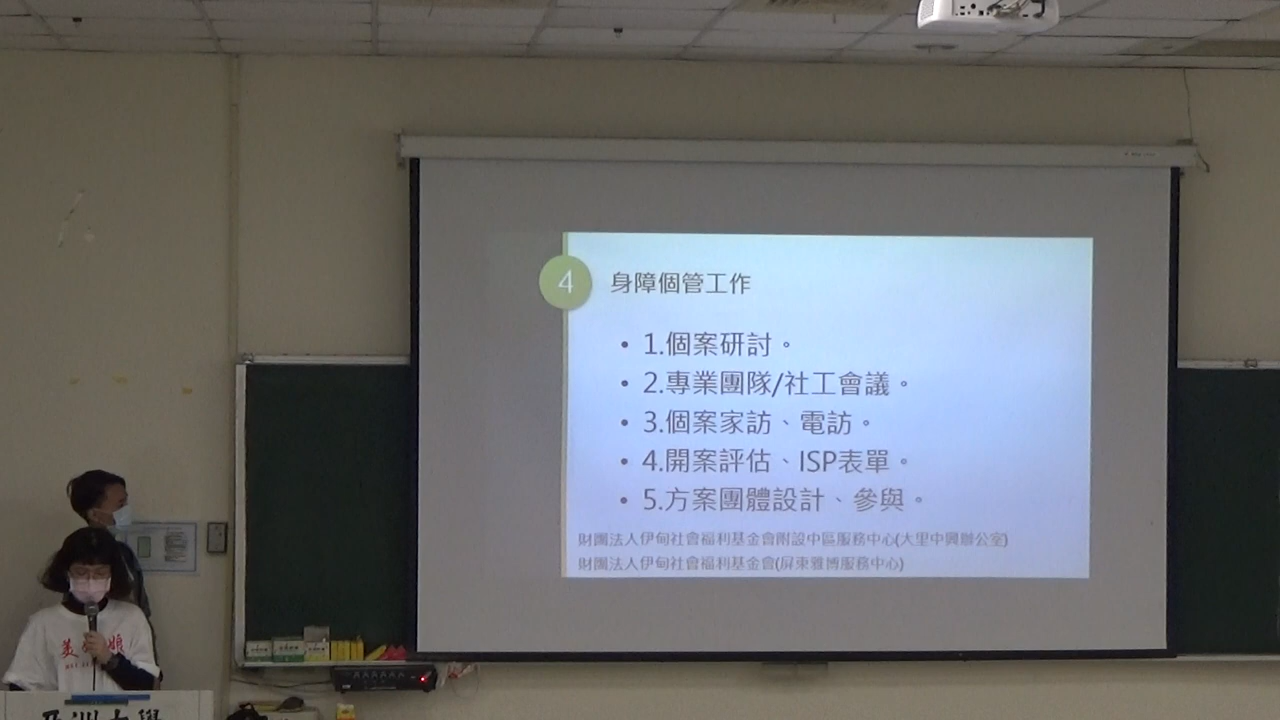 4 身障個管工作
• 1.個案研討。
• 2.專業團隊/社工會議。
• 3.個案家訪、電訪。
• 4.開案評估、ISP表單。
• 5.方案團體設計、參與。
財團法人伊甸社會福利基金會附設中區服務中心(大里中興辦公室)
財團法人伊甸社會福利基金會(屏東雅博服務中心)
亞洲大學